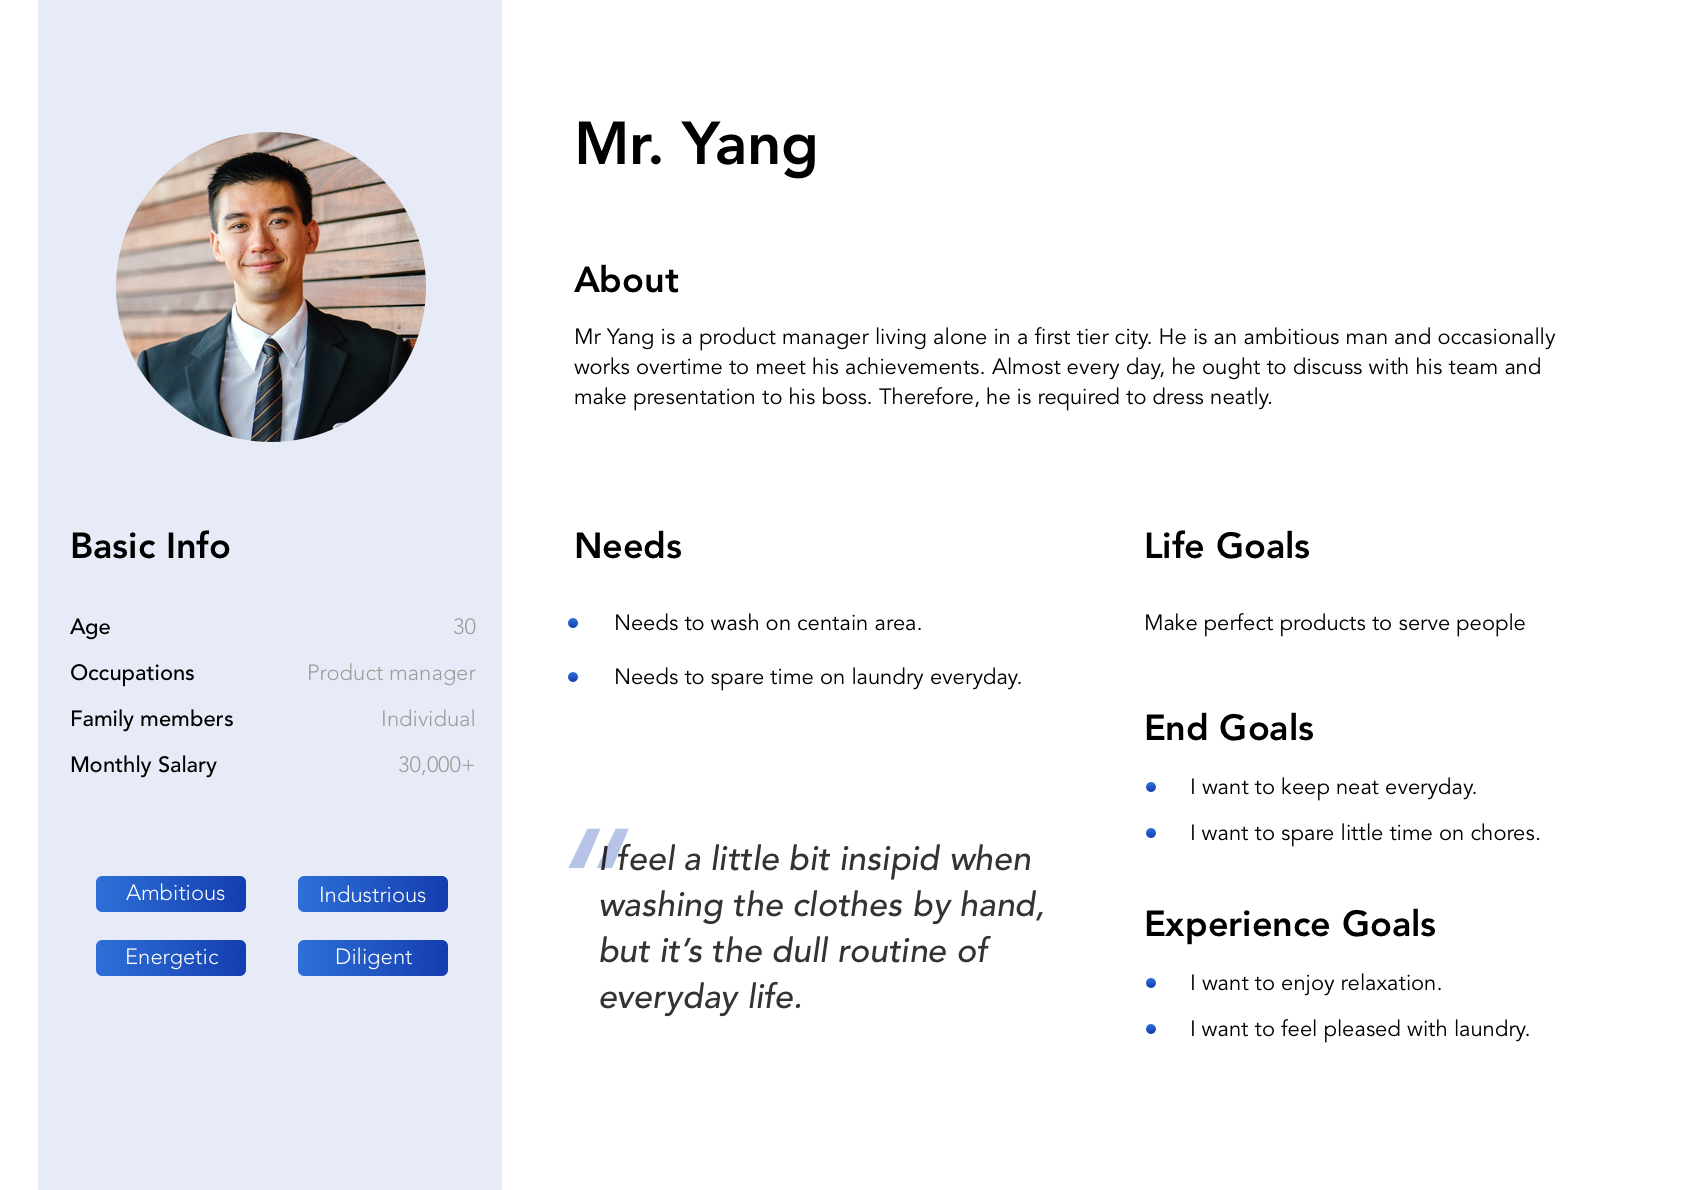 Mr. Yang
About
Mr Yang is a product manager living alone in a first tier city. He is an ambitious man and occasionally
works overtime to meet his achievements. Almost every day, he ought to discuss with his team and
make presentation to his boss. Therefore, he is required to dress neatly.
Basic Info
Age 30
Occupations Product manager
Family members Individual
Monthly Salary 30,000+
Ambitious
Industrious
Energetic
Diligent
Needs
Needs to wash on centain area.
Needs to spare time on laundry everyday.
"I feel a little bit insipid when
washing the clothes by hand,
but it’s the dull routine of
everyday life.
Life Goals
Make perfect products to serve people
End Goals
I want to keep neat everyday.
I want to spare little time on chores.
Experience Goals
I want to enjoy relaxation.
I want to feel pleased with laundry.